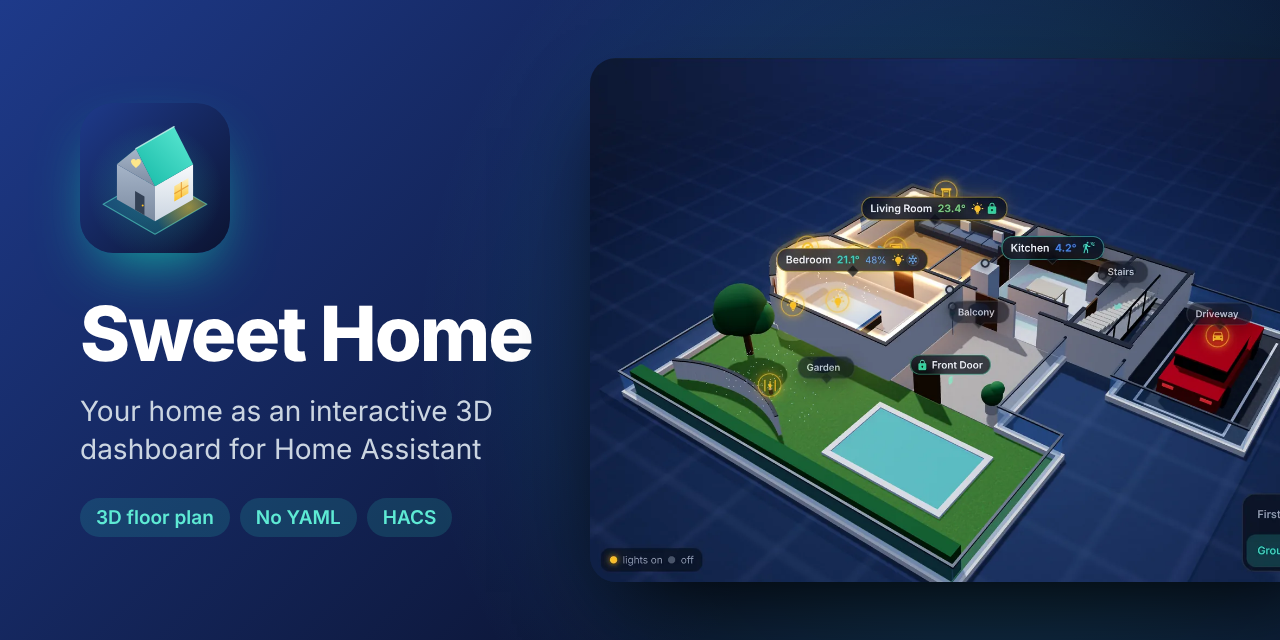 Sweet Home
Your home as an interactive 3D
dashboard for Home Assistant
3D floor plan
No YAML
HACS
Living Room 23.4°
Kitchen 4.2°
Bedroom 21.1° 48%
Stairs
Balcony
Driveway
Garden
Front Door
First
Grou
lights on off